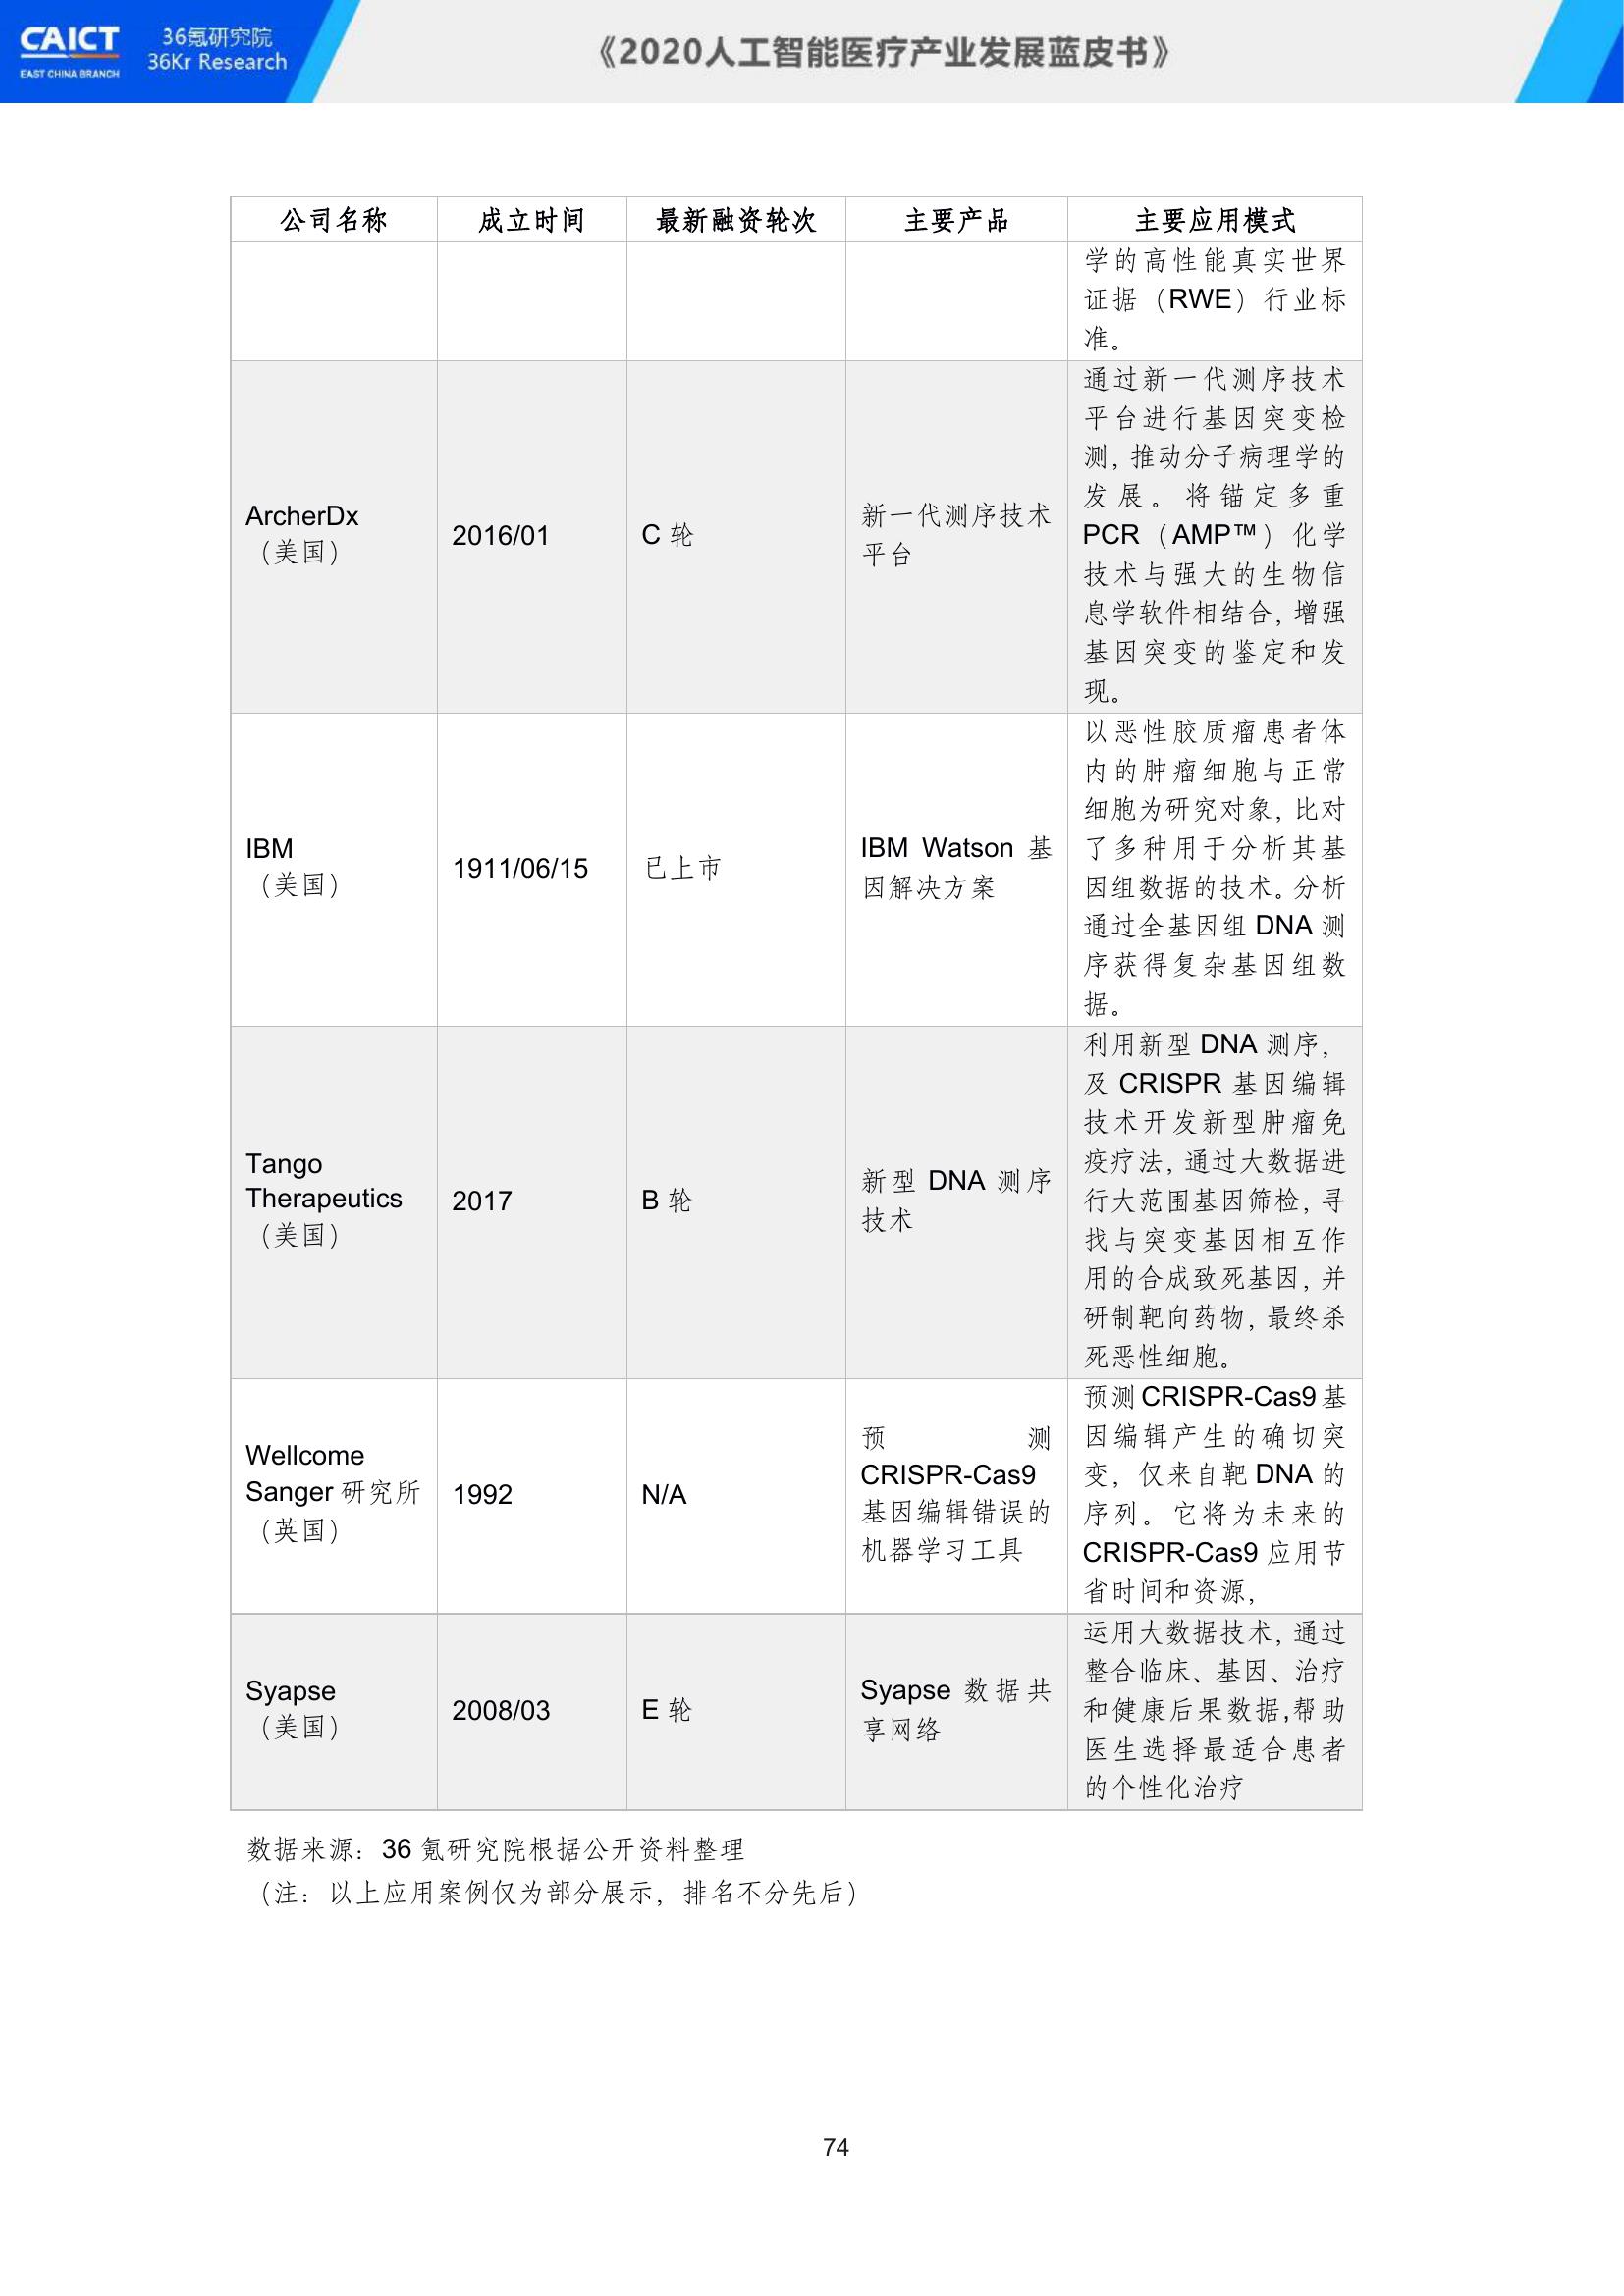 CAICT
EAST CHINA BRANCH
36氪研究院
36Kr Research
《2020人工智能医疗产业发展蓝皮书》
公司名称 成立时间 最新融资轮次 主要产品 主要应用模式
学的高性能真实世界
证据（RWE）行业标
准。
ArcherDx
（美国）
2016/01
C 轮
新一代测序技术
平台
通过新一代测序技术
平台进行基因突变检
测，推动分子病理学的
发展。将锚定多重
PCR（AMP™）化学
技术与强大的生物信
息学软件相结合，增强
基因突变的鉴定和发
现。
IBM
（美国）
1911/06/15
已上市
IBM Watson 基
因解决方案
以恶性胶质瘤患者体
内的肿瘤细胞与正常
细胞为研究对象，比对
了多种用于分析其基
因组数据的技术。分析
通过全基因组 DNA 测
序获得复杂基因组数
据。
Tango
Therapeutics
（美国）
2017
B 轮
新型 DNA 测序
技术
利用新型 DNA 测序，
及 CRISPR 基因编辑
技术开发新型肿瘤免
疫疗法，通过大数据进
行大范围基因筛检，寻
找与突变基因相互作
用的合成致死基因，并
研制靶向药物，最终杀
死恶性细胞。
Wellcome
Sanger 研究所
（英国）
1992
N/A
预测
CRISPR-Cas9
基因编辑错误的
机器学习工具
预测 CRISPR-Cas9 基
因编辑产生的确切突
变，仅来自靶 DNA 的
序列。它将为未来的
CRISPR-Cas9 应用节
省时间和资源，
Syapse
（美国）
2008/03
E 轮
Syapse 数据共
享网络
运用大数据技术，通过
整合临床、基因、治疗
和健康后果数据,帮助
医生选择最适合患者
的个性化治疗
数据来源：36 氪研究院根据公开资料整理
（注：以上应用案例仅为部分展示，排名不分先后）
74